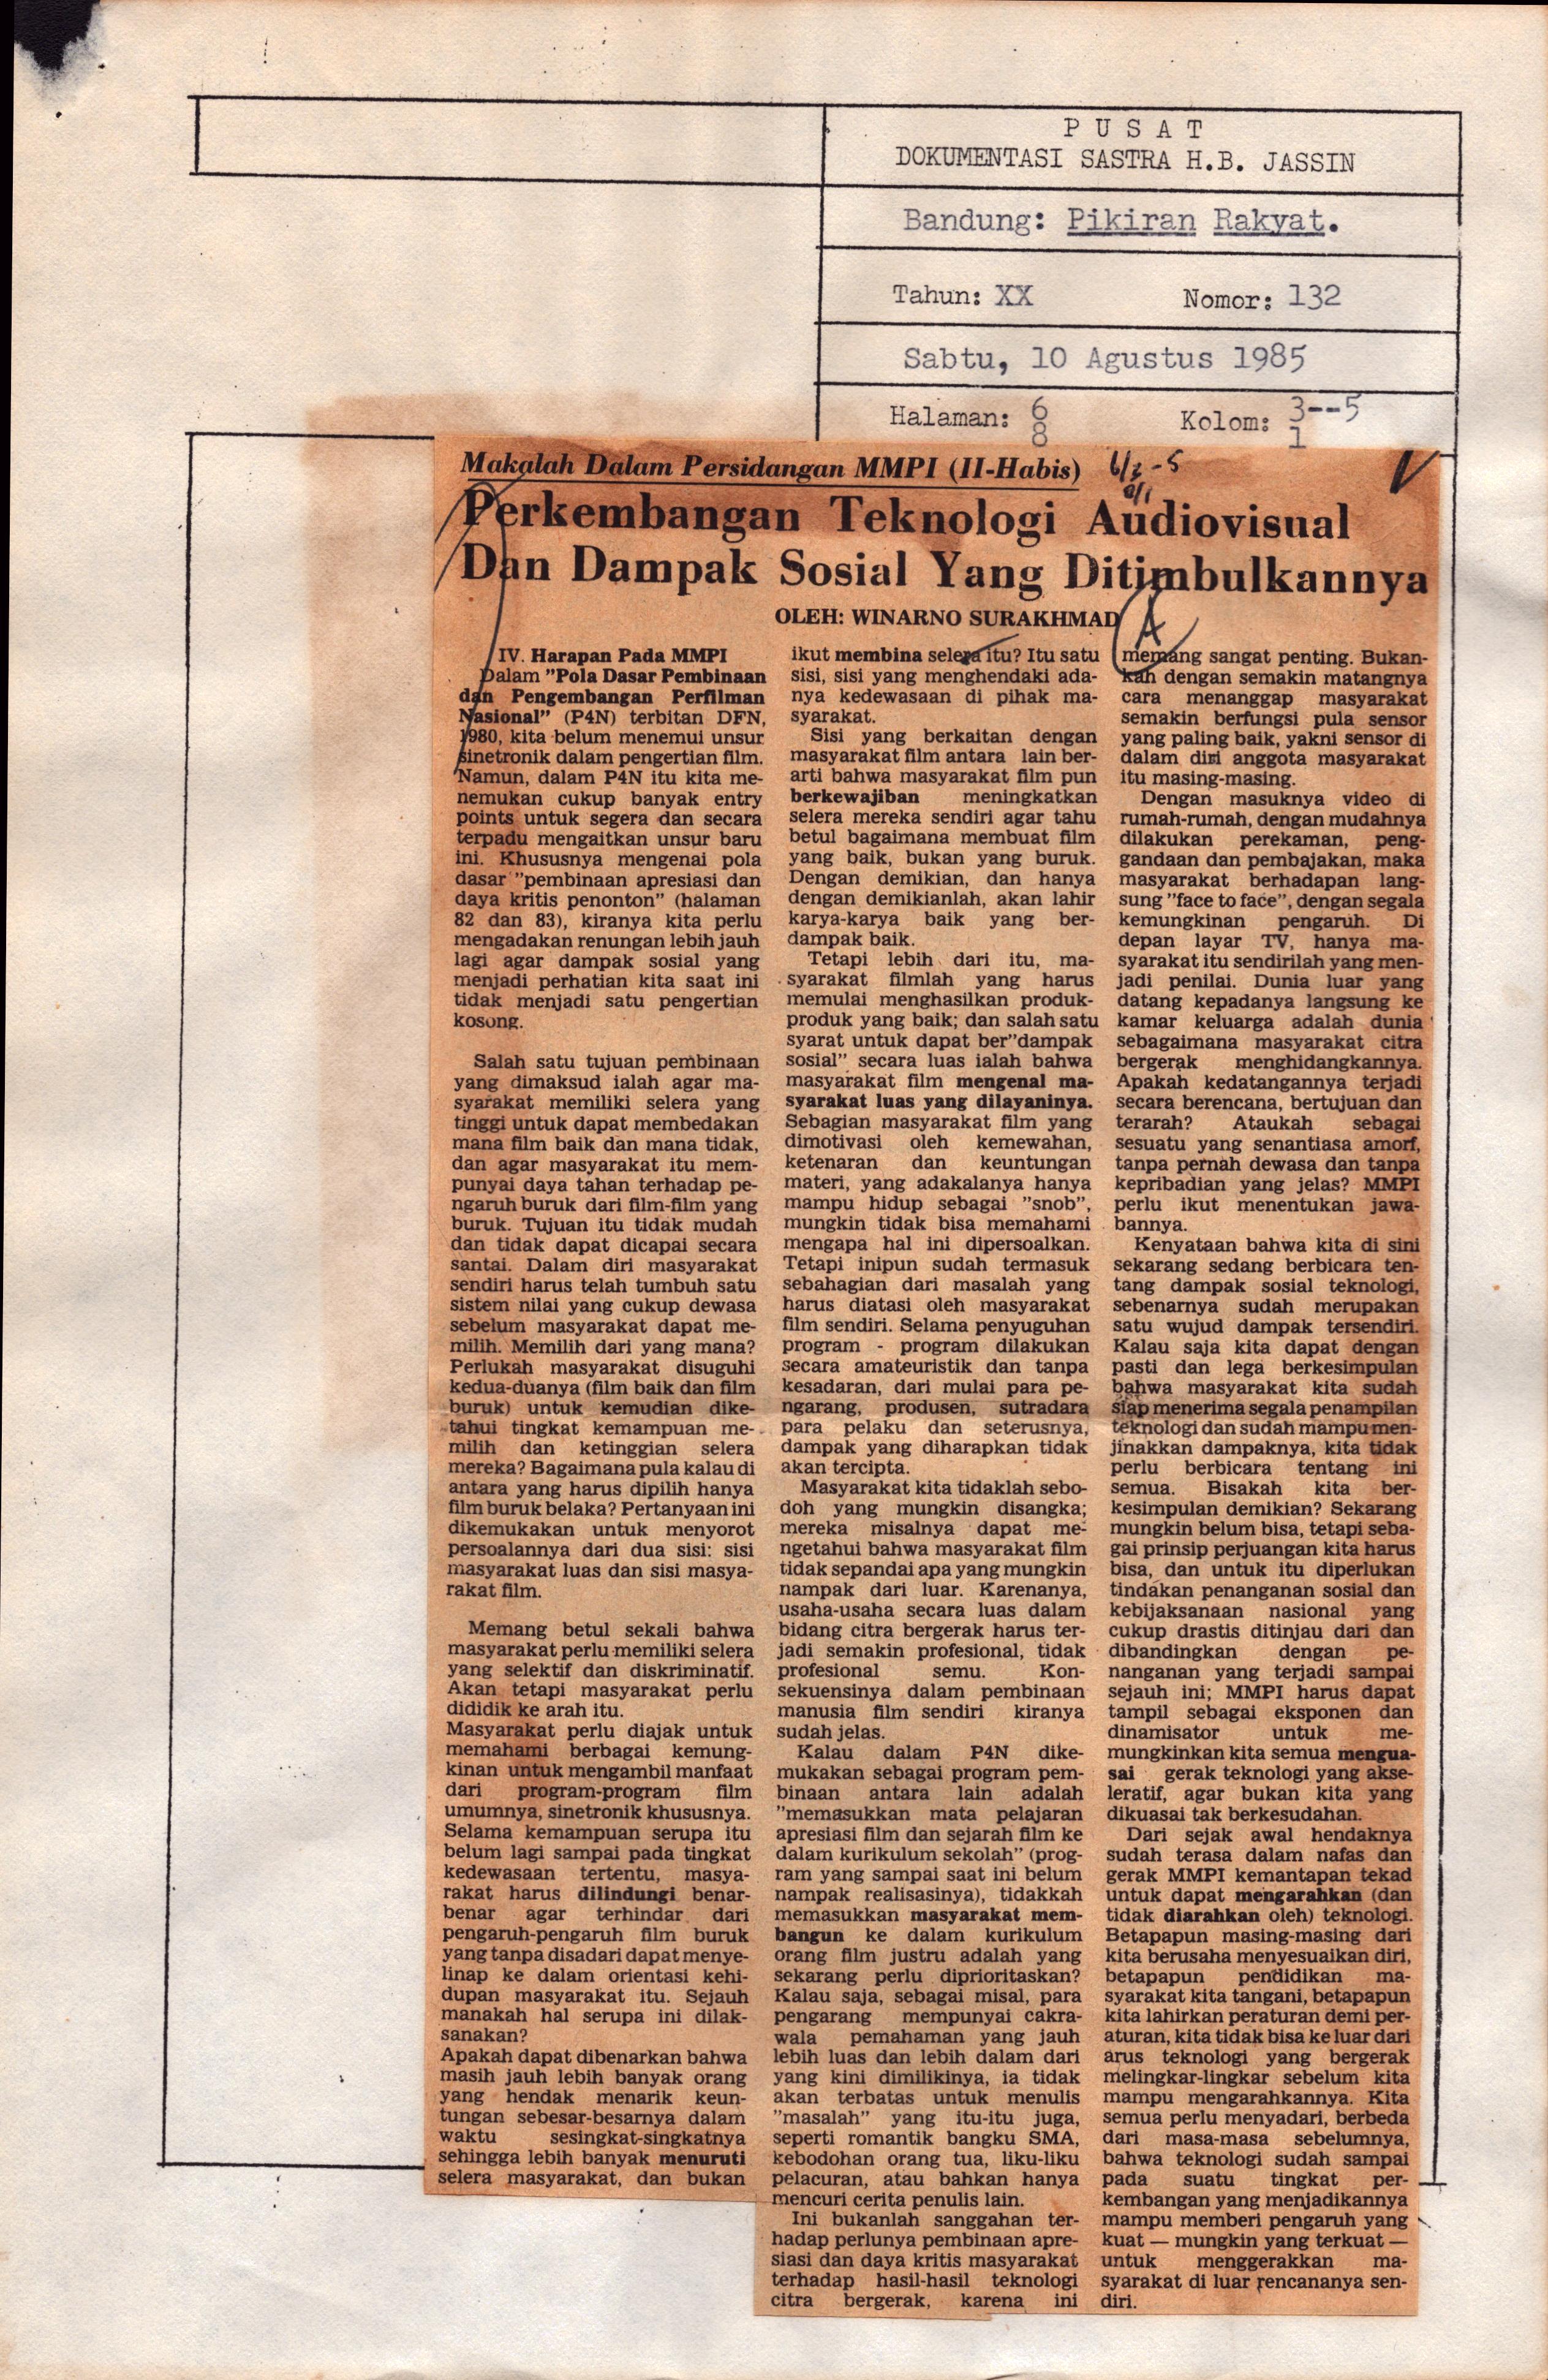 P U S A T
DOKUMENTASI SASTRA H.B. JASSIN
Bandung: Pikiran Rakyat.
Tahun: XX Nomor: 132
Sabtu, 10 Agustus 1985
Halaman: 6 Kolom: 3--5
8 1
Makalah Dalam Persidangan MMPI (II-Habis)
Perkembangan Teknologi Audiovisual
Dan Dampak Sosial Yang Ditimbulkannya
OLEH: WINARNO SURAKHMAD
A
IV. Harapan Pada MMPI
Dalam "Pola Dasar Pembinaan
dan Pengembangan Perfilman
Nasional" (P4N) terbitan DFN,
1980, kita belum menemui unsur
sinetronik dalam pengertian film.
Namun, dalam P4N itu kita me-
nemukan cukup banyak entry
points untuk segera dan secara
terpadu mengaitkan unsur baru
ini. Khususnya mengenai pola
dasar "pembinaan apresiasi dan
daya kritis penonton" (halaman
82 dan 83), kiranya kita perlu
mengadakan renungan lebih jauh
lagi agar dampak sosial yang
menjadi perhatian kita saat ini
tidak menjadi satu pengertian
kosong.
Salah satu tujuan pembinaan
yang dimaksud ialah agar ma-
syarakat memiliki selera yang
tinggi untuk dapat membedakan
mana film baik dan mana tidak,
dan agar masyarakat itu mem-
punyai daya tahan terhadap pe-
ngaruh buruk dari film-film yang
buruk. Tujuan itu tidak mudah
dan tidak dapat dicapai secara
santai. Dalam diri masyarakat
sendiri harus telah tumbuh satu
sistem nilai yang cukup dewasa
sebelum masyarakat dapat me-
milih. Memilih dari yang mana?
Perlukah masyarakat disuguhi
kedua-duanya (film baik dan film
buruk) untuk kemudian dike-
tahui tingkat kemampuan me-
milih dan ketinggian selera
mereka? Bagaimana pula kalau di
antara yang harus dipilih hanya
film buruk belaka? Pertanyaan ini
dikemukakan untuk menyorot
persoalannya dari dua sisi: sisi
masyarakat luas dan sisi masya-
rakat film.
Memang betul sekali bahwa
masyarakat perlu memiliki selera
yang selektif dan diskriminatif.
Akan tetapi masyarakat perlu
dididik ke arah itu.
Masyarakat perlu diajak untuk
memahami berbagai kemung-
kinan untuk mengambil manfaat
dari program-program film
umumnya, sinetronik khususnya.
Selama kemampuan serupa itu
belum lagi sampai pada tingkat
kedewasaan tertentu, masya-
rakat harus dilindungi benar-
benar agar terhindar dari
pengaruh-pengaruh film buruk
yang tanpa disadari dapat menye-
linap ke dalam orientasi kehi-
dupan masyarakat itu. Sejauh
manakah hal serupa ini dilak-
sanakan?
Apakah dapat dibenarkan bahwa
masih jauh lebih banyak orang
yang hendak menarik keun-
tungan sebesar-besarnya dalam
waktu sesingkat-singkatnya
sehingga lebih banyak menuruti
selera masyarakat, dan bukan
ikut membina selera itu? Itu satu
sisi, sisi yang menghendaki ada-
nya kedewasaan di pihak ma-
syarakat.
Sisi yang berkaitan dengan
masyarakat film antara lain ber-
arti bahwa masyarakat film pun
berkewajiban meningkatkan
selera mereka sendiri agar tahu
betul bagaimana membuat film
yang baik, bukan yang buruk.
Dengan demikian, dan hanya
dengan demikianlah, akan lahir
karya-karya baik yang ber-
dampak baik.
Tetapi lebih dari itu, ma-
syarakat filmlah yang harus
memulai menghasilkan produk-
produk yang baik; dan salah satu
syarat untuk dapat ber"dampak
sosial" secara luas ialah bahwa
masyarakat film mengenal ma-
syarakat luas yang dilayaninya.
Sebagian masyarakat film yang
dimotivasi oleh kemewahan,
ketenaran dan keuntungan
materi, yang adakalanya hanya
mampu hidup sebagai "snob",
mungkin tidak bisa memahami
mengapa hal ini dipersoalkan.
Tetapi inipun sudah termasuk
sebahagian dari masalah yang
harus diatasi oleh masyarakat
film sendiri. Selama penyuguhan
program - program dilakukan
secara amateuristik dan tanpa
kesadaran, dari mulai para pe-
ngarang, produsen, sutradara
para pelaku dan seterusnya,
dampak yang diharapkan tidak
akan tercipta.
Masyarakat kita tidaklah sebo-
doh yang mungkin disangka;
mereka misalnya dapat me-
ngetahui bahwa masyarakat film
tidak sepandai apa yang mungkin
nampak dari luar. Karenanya,
usaha-usaha secara luas dalam
bidang citra bergerak harus ter-
jadi semakin profesional, tidak
profesional semu. Kon-
sekuensinya dalam pembinaan
manusia film sendiri kiranya
sudah jelas.
Kalau dalam P4N dike-
mukakan sebagai program pem-
binaan antara lain adalah
"memasukkan mata pelajaran
apresiasi film dan sejarah film ke
dalam kurikulum sekolah" (prog-
ram yang sampai saat ini belum
nampak realisasinya), tidakkah
memasukkan masyarakat mem-
bangun ke dalam kurikulum
orang film justru adalah yang
sekarang perlu diprioritaskan?
Kalau saja, sebagai misal, para
pengarang mempunyai cakra-
wala pemahaman yang jauh
lebih luas dan lebih dalam dari
yang kini dimilikinya, ia tidak
akan terbatas untuk menulis
"masalah" yang itu-itu juga,
seperti romantik bangku SMA,
kebodohan orang tua, liku-liku
pelacuran, atau bahkan hanya
mencuri cerita penulis lain.
Ini bukanlah sanggahan ter-
hadap perlunya pembinaan apre-
siasi dan daya kritis masyarakat
terhadap hasil-hasil teknologi
citra bergerak, karena ini
memang sangat penting. Bukan-
kah dengan semakin matangnya
cara menanggap masyarakat
semakin berfungsi pula sensor
yang paling baik, yakni sensor di
dalam diri anggota masyarakat
itu masing-masing.
Dengan masuknya video di
rumah-rumah, dengan mudahnya
dilakukan perekaman, peng-
gandaan dan pembajakan, maka
masyarakat berhadapan lang-
sung "face to face", dengan segala
kemungkinan pengaruh. Di
depan layar TV, hanya ma-
syarakat itu sendirilah yang men-
jadi penilai. Dunia luar yang
datang kepadanya langsung ke
kamar keluarga adalah dunia
sebagaimana masyarakat citra
bergerak menghidangkannya.
Apakah kedatangannya terjadi
secara berencana, bertujuan dan
terarah? Ataukah sebagai
sesuatu yang senantiasa amorf,
tanpa pernah dewasa dan tanpa
kepribadian yang jelas? MMPI
perlu ikut menentukan jawa-
bannya.
Kenyataan bahwa kita di sini
sekarang sedang berbicara ten-
tang dampak sosial teknologi,
sebenarnya sudah merupakan
satu wujud dampak tersendiri.
Kalau saja kita dapat dengan
pasti dan lega berkesimpulan
bahwa masyarakat kita sudah
siap menerima segala penampilan
teknologi dan sudah mampu men-
jinakkan dampaknya, kita tidak
perlu berbicara tentang ini
semua. Bisakah kita ber-
kesimpulan demikian? Sekarang
mungkin belum bisa, tetapi seba-
gai prinsip perjuangan kita harus
bisa, dan untuk itu diperlukan
tindakan penanganan sosial dan
kebijaksanaan nasional yang
cukup drastis ditinjau dari dan
dibandingkan dengan pe-
nanganan yang terjadi sampai
sejauh ini; MMPI harus dapat
tampil sebagai eksponen dan
dinamisator untuk me-
mungkinkan kita semua mengua-
sai gerak teknologi yang akse-
leratif, agar bukan kita yang
dikuasai tak berkesudahan.
Dari sejak awal hendaknya
sudah terasa dalam nafas dan
gerak MMPI kemantapan tekad
untuk dapat mengarahkan (dan
tidak diarahkan oleh) teknologi.
Betapapun masing-masing dari
kita berusaha menyesuaikan diri,
betapapun pendidikan ma-
syarakat kita tangani, betapapun
kita lahirkan peraturan demi per-
aturan, kita tidak bisa ke luar dari
arus teknologi yang bergerak
melingkar-lingkar sebelum kita
mampu mengarahkannya. Kita
semua perlu menyadari, berbeda
dari masa-masa sebelumnya,
bahwa teknologi sudah sampai
pada suatu tingkat per-
kembangan yang menjadikannya
mampu memberi pengaruh yang
kuat — mungkin yang terkuat —
untuk menggerakkan ma-
syarakat di luar rencananya sen-
diri.